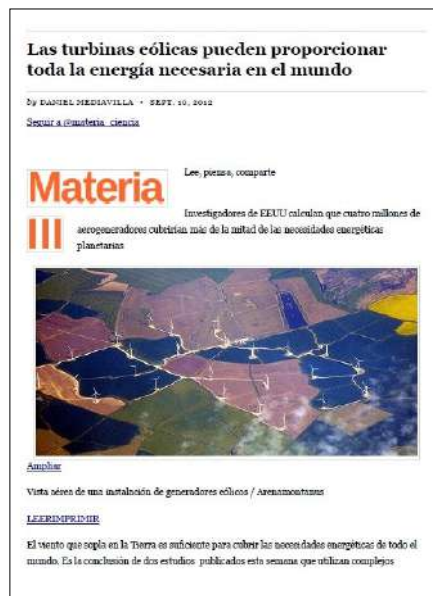 Las turbinas eólicas pueden proporcionar
toda la energía necesaria en el mundo
by DANIEL MEDIAVILLA • SEPT. 10, 2012
Seguir a @materia_ciencia
Materia
Lee, piensa, comparte
III
Investigadores de EEUU calculan que cuatro millones de
aerogeneradores cubrirían más de la mitad de las necesidades energéticas
planetarias
Ampliar
Vista aérea de una instalación de generadores eólicos / Arenamontanus
LEERIMPRIMIR
El viento que sopla en la Tierra es suficiente para cubrir las necesidades energéticas de todo el
mundo. Es la conclusión de dos estudios publicados esta semana que utilizan complejos